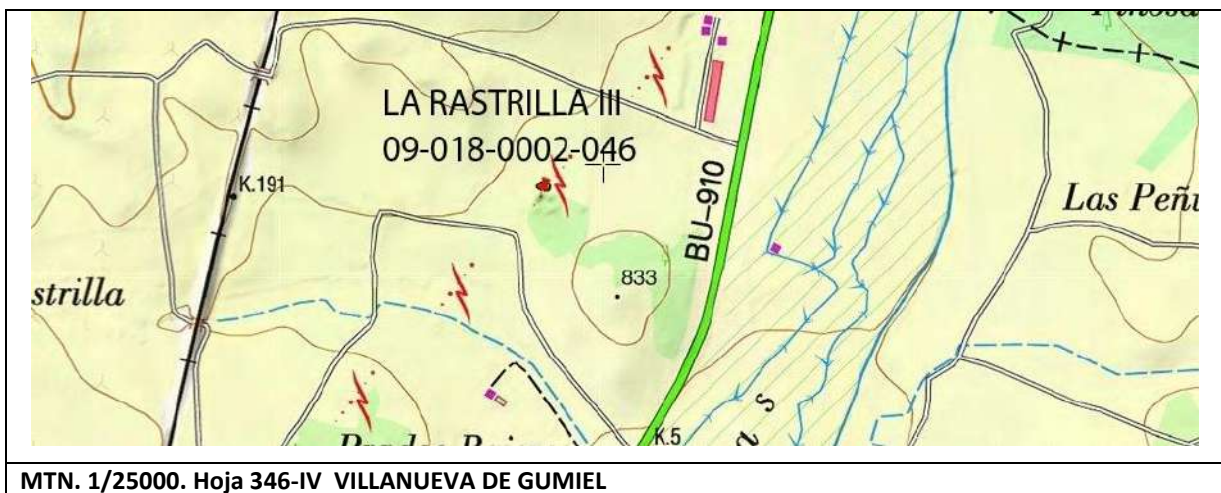 LA RASTRILLA III
09-018-0002-046
K.191
BU-910
Las
833
strilla
K.5
MTN. 1/25000. Hoja 346-IV VILLANUEVA DE GUMIEL